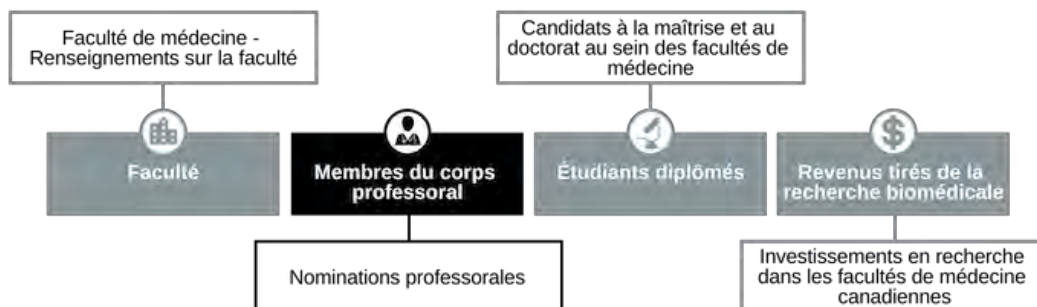 Faculté de médecine -
Renseignements sur la faculté
Candidats à la maîtrise et au
doctorat au sein des facultés de
médecine
Faculté
Membres du corps
professoral
Étudiants diplômés
Revenus tirés de la
recherche biomédicale
Nominations professorales
Investissements en recherche
dans les facultés de médecine
canadiennes